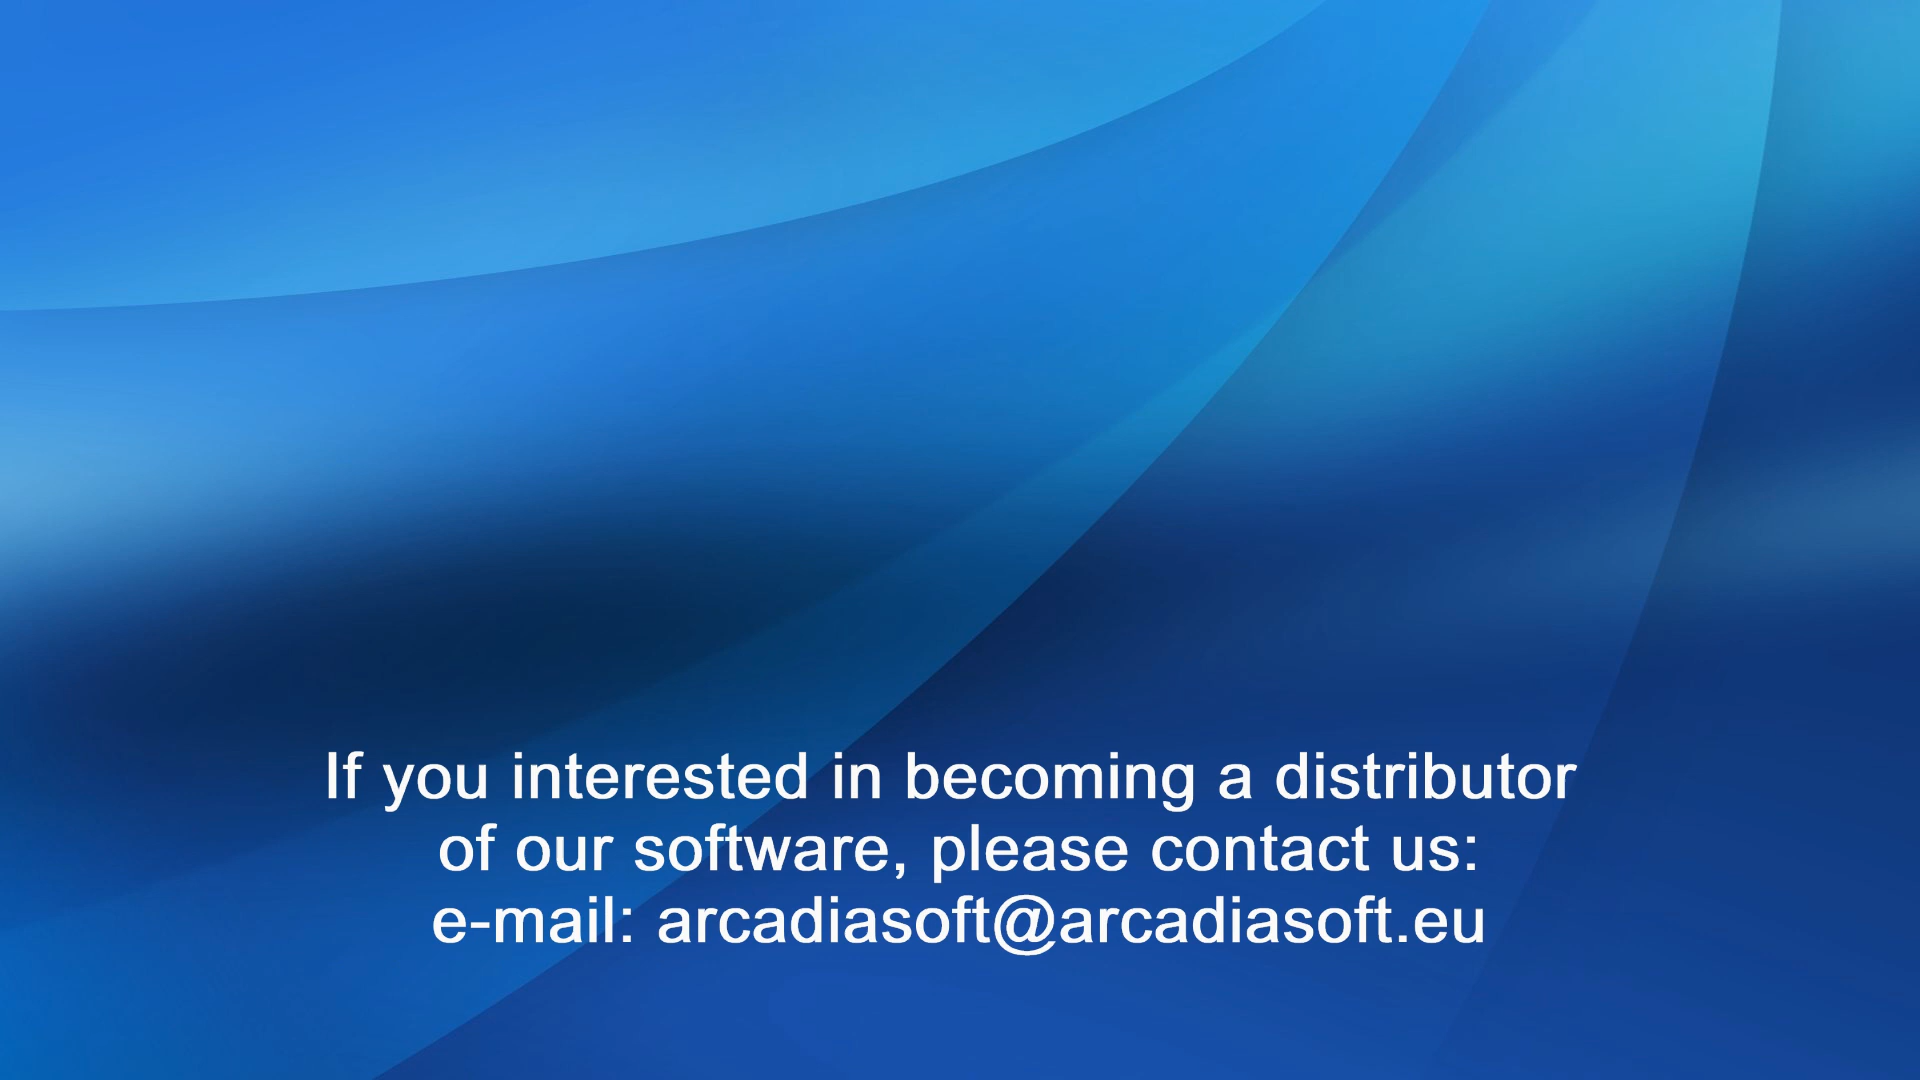 If you interested in becoming a distributor
of our software, please contact us:
e-mail: arcadiasoft@arcadiasoft.eu